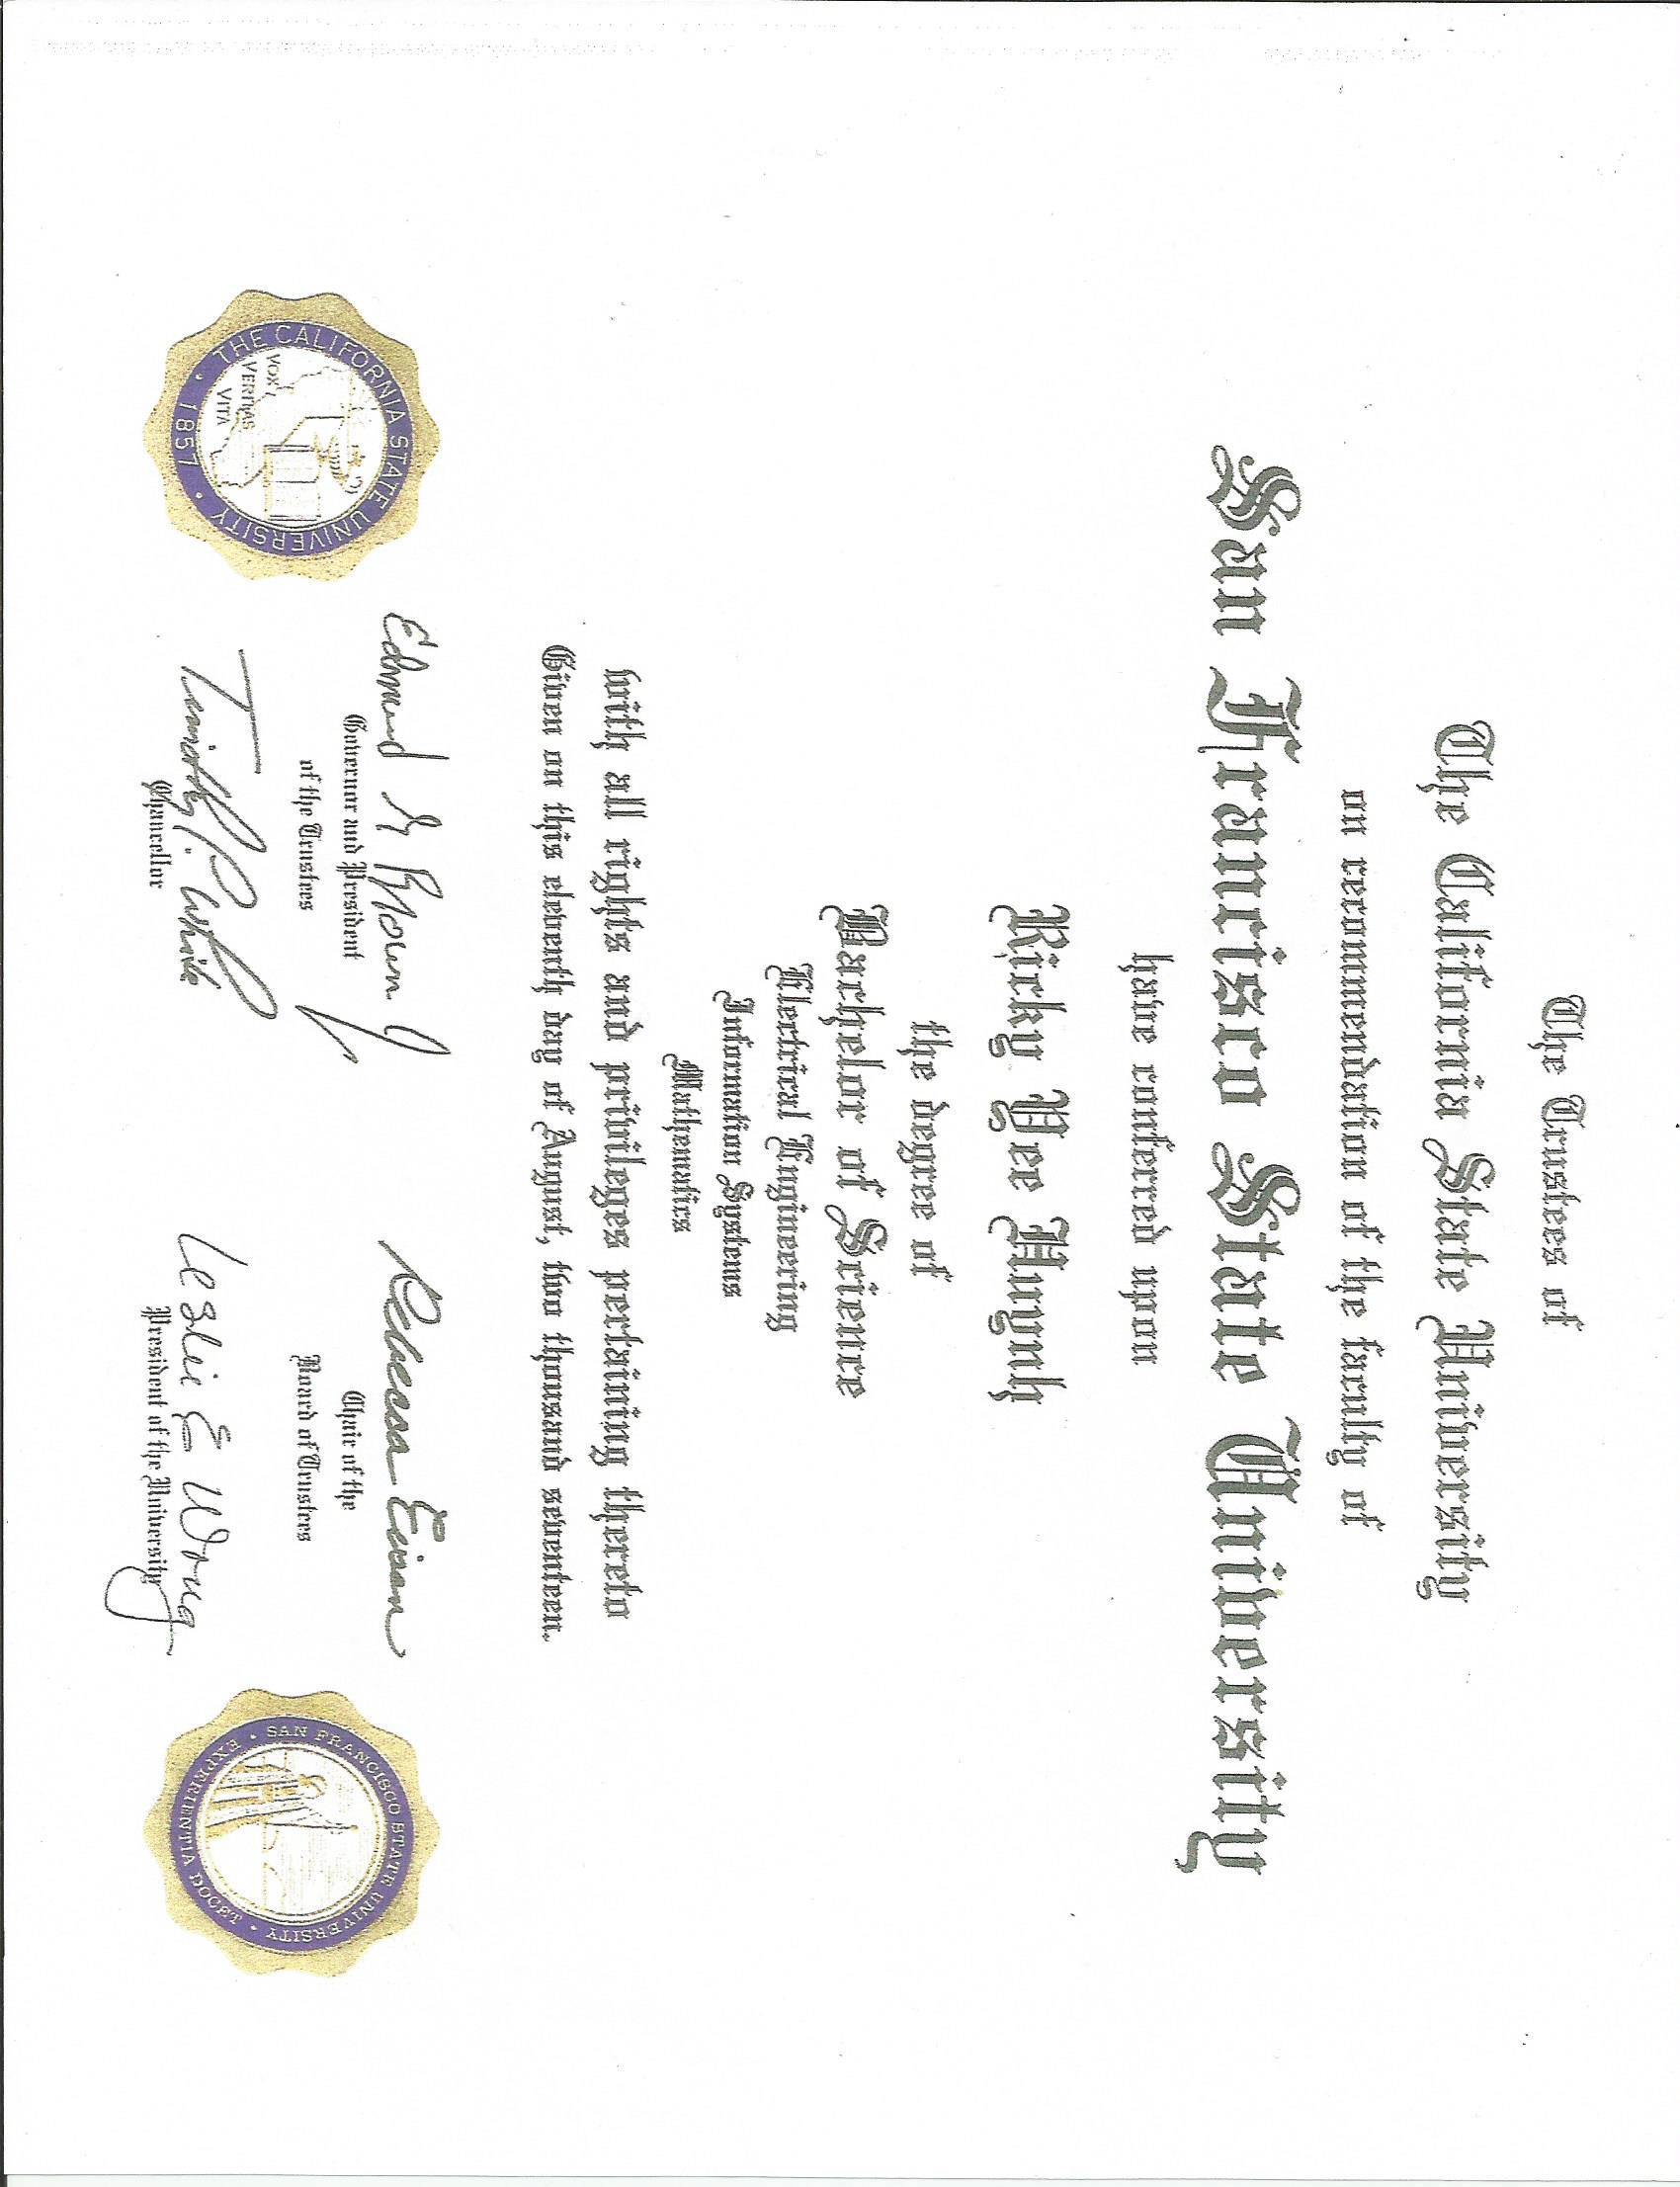 The Trustees of
The California State University
on recommendation of the faculty of
San Francisco State University
have conferred upon
Ricky Yee Huynh
the degree of
Bachelor of Science
Electrical Engineering
Information Systems
Mathematics
with all rights and privileges pertaining thereto
Given on this eleventh day of August, two thousand seventeen.
Edmund G Brown J
Governor and President
of the Trustees
Rebecca Eisen
Chair of the
Board of Trustees
Timothy P. White
Chancellor
Leslie E Wong
President of the University
THE CALIFORNIA STATE UNIVERSITY
VOX
VERITAS
VITA
1857
SAN FRANCISCO STATE UNIVERSITY
EXPERIENTIA DOCET